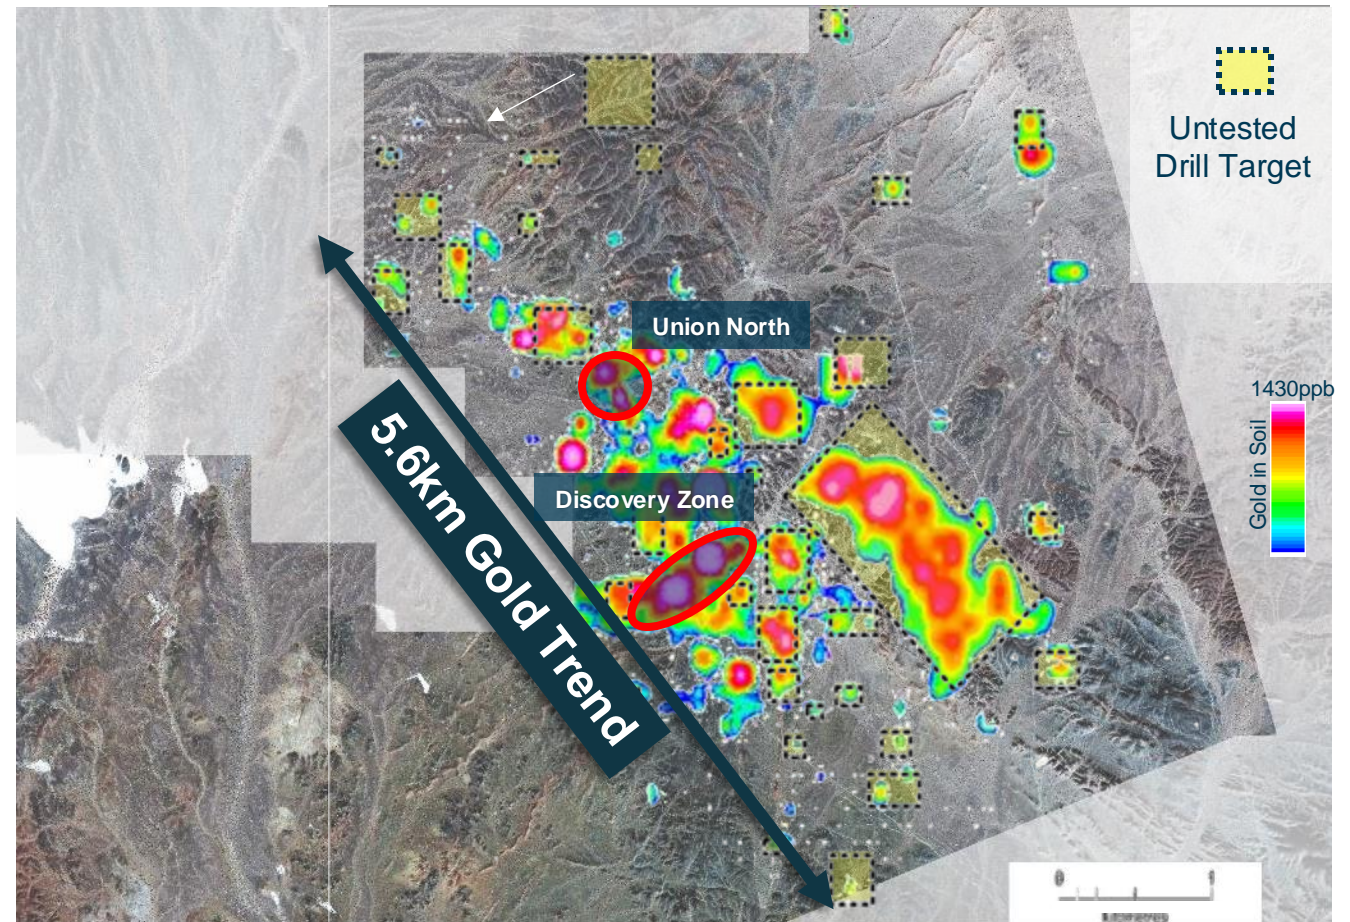 Untested
Drill Target
Union North
1430ppb
Gold in Soil
Discovery Zone
5.6km Gold Trend
0 1